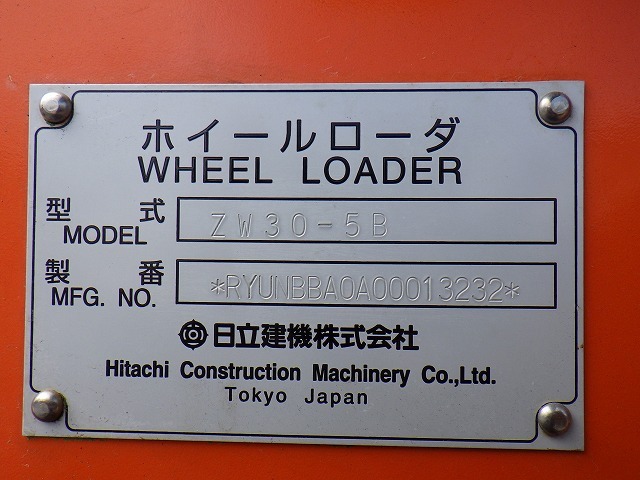 ホイールローダ
WHEEL LOADER
型式 ZW30-5B
MODEL
製番 *RYUNBBA0A00013232*
MFG. NO.
日立建機株式会社
Hitachi Construction Machinery Co.,Ltd.
Tokyo Japan